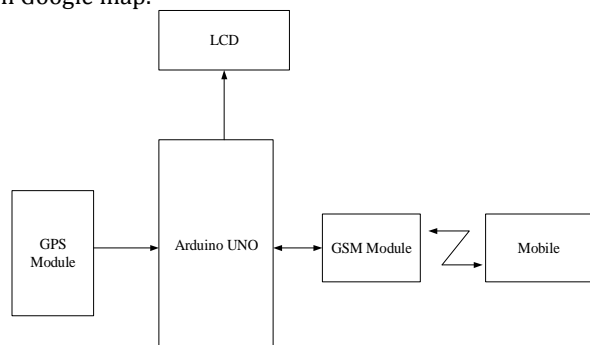 n Google map.
LCD
GPS
Module
Arduino UNO
GSM Module
Mobile